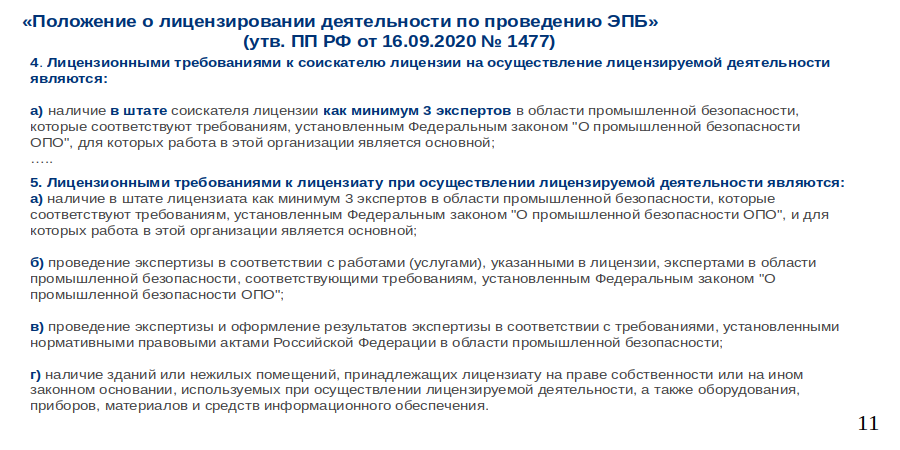 «Положение о лицензировании деятельности по проведению ЭПБ»
(утв. ПП РФ от 16.09.2020 № 1477)
4. Лицензионными требованиями к соискателю лицензии на осуществление лицензируемой деятельности
являются:
а) наличие в штате соискателя лицензии как минимум 3 экспертов в области промышленной безопасности,
которые соответствуют требованиям, установленным Федеральным законом "О промышленной безопасности
ОПО", для которых работа в этой организации является основной;
…..
5. Лицензионными требованиями к лицензиату при осуществлении лицензируемой деятельности являются:
а) наличие в штате лицензиата как минимум 3 экспертов в области промышленной безопасности, которые
соответствуют требованиям, установленным Федеральным законом "О промышленной безопасности ОПО", и для
которых работа в этой организации является основной;
б) проведение экспертизы в соответствии с работами (услугами), указанными в лицензии, экспертами в области
промышленной безопасности, соответствующими требованиям, установленным Федеральным законом "О
промышленной безопасности ОПО";
в) проведение экспертизы и оформление результатов экспертизы в соответствии с требованиями, установленными
нормативными правовыми актами Российской Федерации в области промышленной безопасности;
г) наличие зданий или нежилых помещений, принадлежащих лицензиату на праве собственности или на ином
законном основании, используемых при осуществлении лицензируемой деятельности, а также оборудования,
приборов, материалов и средств информационного обеспечения.
11